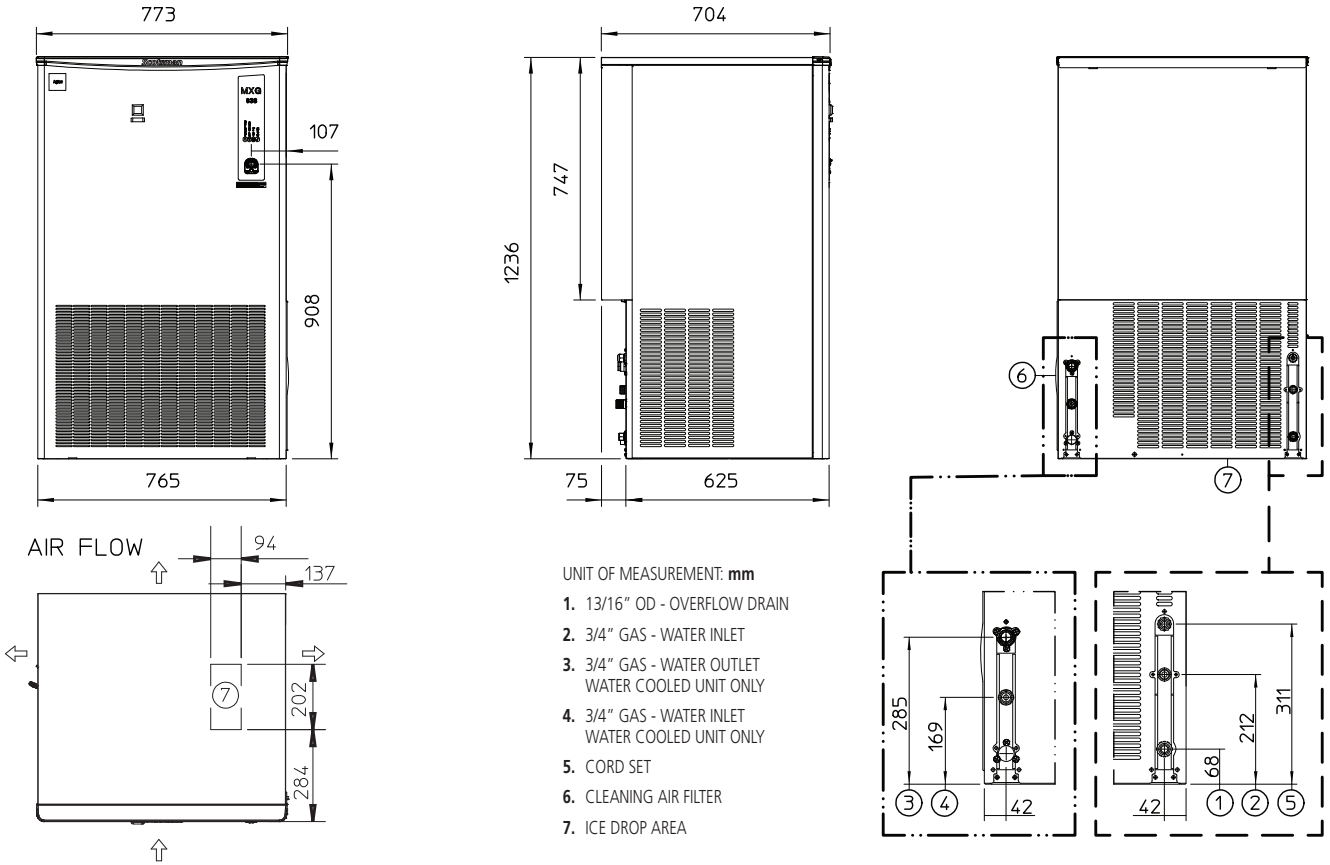 773
704
Scotsman
MXG
638
107
747
1236
908
765
75
625
AIR FLOW
94
137
7
202
284
6
7
UNIT OF MEASUREMENT: mm
1. 13/16" OD - OVERFLOW DRAIN
2. 3/4" GAS - WATER INLET
3. 3/4" GAS - WATER OUTLET
WATER COOLED UNIT ONLY
4. 3/4" GAS - WATER INLET
WATER COOLED UNIT ONLY
5. CORD SET
6. CLEANING AIR FILTER
7. ICE DROP AREA
285
169
3
4
42
311
212
68
42
1
2
5